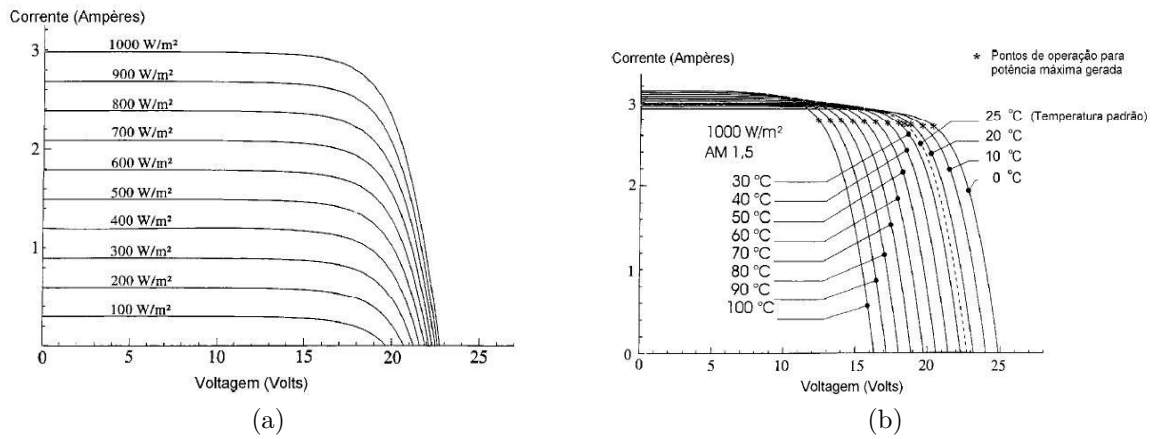 Corrente (Ampères)
3
2
1
1000 W/m²
900 W/m²
800 W/m²
700 W/m²
600 W/m²
500 W/m²
400 W/m²
300 W/m²
200 W/m²
100 W/m²
0 5 10 15 20 25
Voltagem (Volts)
(a)
Corrente (Ampères)
* Pontos de operação para
potência máxima gerada
3
2
1
0
1000 W/m²
AM 1,5
25 °C (Temperatura padrão)
20 °C
10 °C
0 °C
30 °C
40 °C
50 °C
60 °C
70 °C
80 °C
90 °C
100 °C
0 5 10 15 20 25
Voltagem (Volts)
(b)